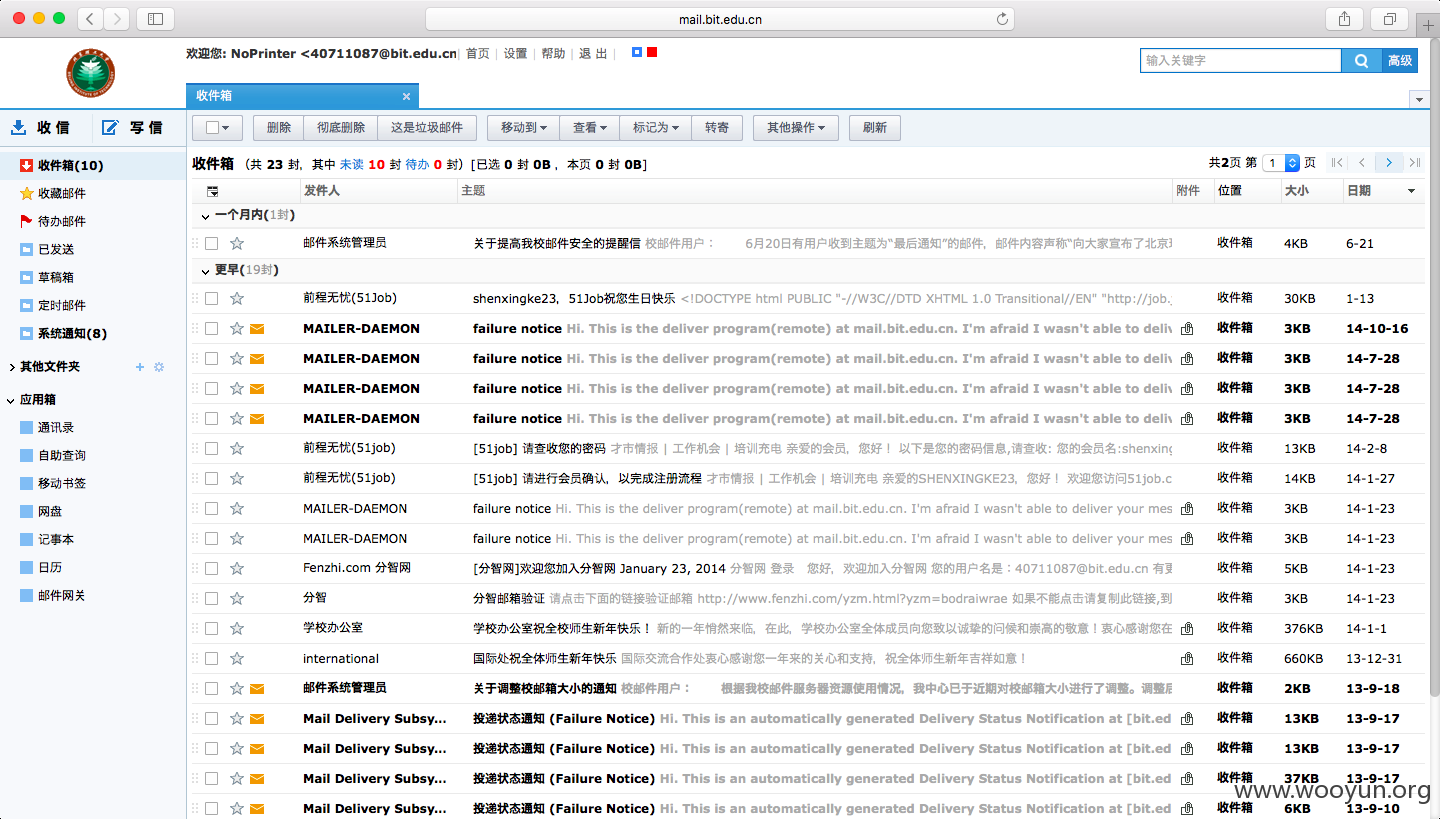 mail.bit.edu.cn
欢迎您: NoPrinter <40711087@bit.edu.cn| 首页 | 设置 | 帮助 | 退 出 |
输入关键字 高级
收件箱 ×
收 信 写 信
删除 彻底删除 这是垃圾邮件 移动到 查看 标记为 转寄 其他操作 刷新
收件箱 (共 23 封，其中 未读 10 封 待办 0 封) [已选 0 封 0B ，本页 0 封 0B]
共2页 第 1 页
收件箱(10)
收藏邮件
待办邮件
已发送
草稿箱
定时邮件
系统通知(8)
其他文件夹
应用箱
通讯录
自助查询
移动书签
网盘
记事本
日历
邮件网关
发件人 主题 附件 位置 大小 日期
一个月内(1封)
邮件系统管理员 关于提高我校邮件安全的提醒信 校邮件用户： 6月20日有用户收到主题为“最后通知”的邮件，邮件内容声称“向大家宣布了北京 收件箱 4KB 6-21
更早(19封)
前程无忧(51Job) shenxingke23，51Job祝您生日快乐 <!DOCTYPE html PUBLIC "-//W3C//DTD XHTML 1.0 Transitional//EN" "http://job. 收件箱 30KB 1-13
MAILER-DAEMON failure notice Hi. This is the deliver program(remote) at mail.bit.edu.cn. I'm afraid I wasn't able to deliv 收件箱 3KB 14-10-16
MAILER-DAEMON failure notice Hi. This is the deliver program(remote) at mail.bit.edu.cn. I'm afraid I wasn't able to deliv 收件箱 3KB 14-7-28
MAILER-DAEMON failure notice Hi. This is the deliver program(remote) at mail.bit.edu.cn. I'm afraid I wasn't able to deliv 收件箱 3KB 14-7-28
MAILER-DAEMON failure notice Hi. This is the deliver program(remote) at mail.bit.edu.cn. I'm afraid I wasn't able to deliv 收件箱 3KB 14-7-28
前程无忧(51job) [51job] 请查收您的密码 才市情报 | 工作机会 | 培训充电 亲爱的会员，您好！ 以下是您的密码信息,请查收: 您的会员名:shenxing 收件箱 13KB 14-2-8
前程无忧(51job) [51job] 请进行会员确认，以完成注册流程 才市情报 | 工作机会 | 培训充电 亲爱的SHENXINGKE23，您好！ 欢迎您访问51job.c 收件箱 14KB 14-1-27
MAILER-DAEMON failure notice Hi. This is the deliver program(remote) at mail.bit.edu.cn. I'm afraid I wasn't able to deliver your mes 收件箱 3KB 14-1-23
MAILER-DAEMON failure notice Hi. This is the deliver program(remote) at mail.bit.edu.cn. I'm afraid I wasn't able to deliver your mes 收件箱 3KB 14-1-23
Fenzhi.com 分智网 [分智网]欢迎您加入分智网 January 23, 2014 分智网 登录 您好，欢迎加入分智网 您的用户名是：40711087@bit.edu.cn 有更 收件箱 5KB 14-1-23
分智 分智邮箱验证 请点击下面的链接验证邮箱 http://www.fenzhi.com/yzm.html?yzm=bodraiwrae 如果不能点击请复制此链接,到 收件箱 3KB 14-1-23
学校办公室 学校办公室祝全校师生新年快乐！ 新的一年悄然来临，在此，学校办公室全体成员向您致以诚挚的问候和崇高的敬意！衷心感谢您在 收件箱 376KB 14-1-1
international 国际处祝全体师生新年快乐 国际交流合作处衷心感谢您一年来的关心和支持，祝全体师生新年吉祥如意！ 收件箱 660KB 13-12-31
邮件系统管理员 关于调整校邮箱大小的通知 校邮件用户： 根据我校邮件服务器资源使用情况，我中心已于近期对校邮箱大小进行了调整。调整后 收件箱 2KB 13-9-18
Mail Delivery Subsy... 投递状态通知 (Failure Notice) Hi. This is an automatically generated Delivery Status Notification at [bit.ed 收件箱 13KB 13-9-17
Mail Delivery Subsy... 投递状态通知 (Failure Notice) Hi. This is an automatically generated Delivery Status Notification at [bit.ed 收件箱 13KB 13-9-17
Mail Delivery Subsy... 投递状态通知 (Failure Notice) Hi. This is an automatically generated Delivery Status Notification at [bit.ed 收件箱 37KB 13-9-17
Mail Delivery Subsy... 投递状态通知 (Failure Notice) Hi. This is an automatically generated Delivery Status Notification at [bit.ed 收件箱 6KB 13-9-10
www.wooyun.org